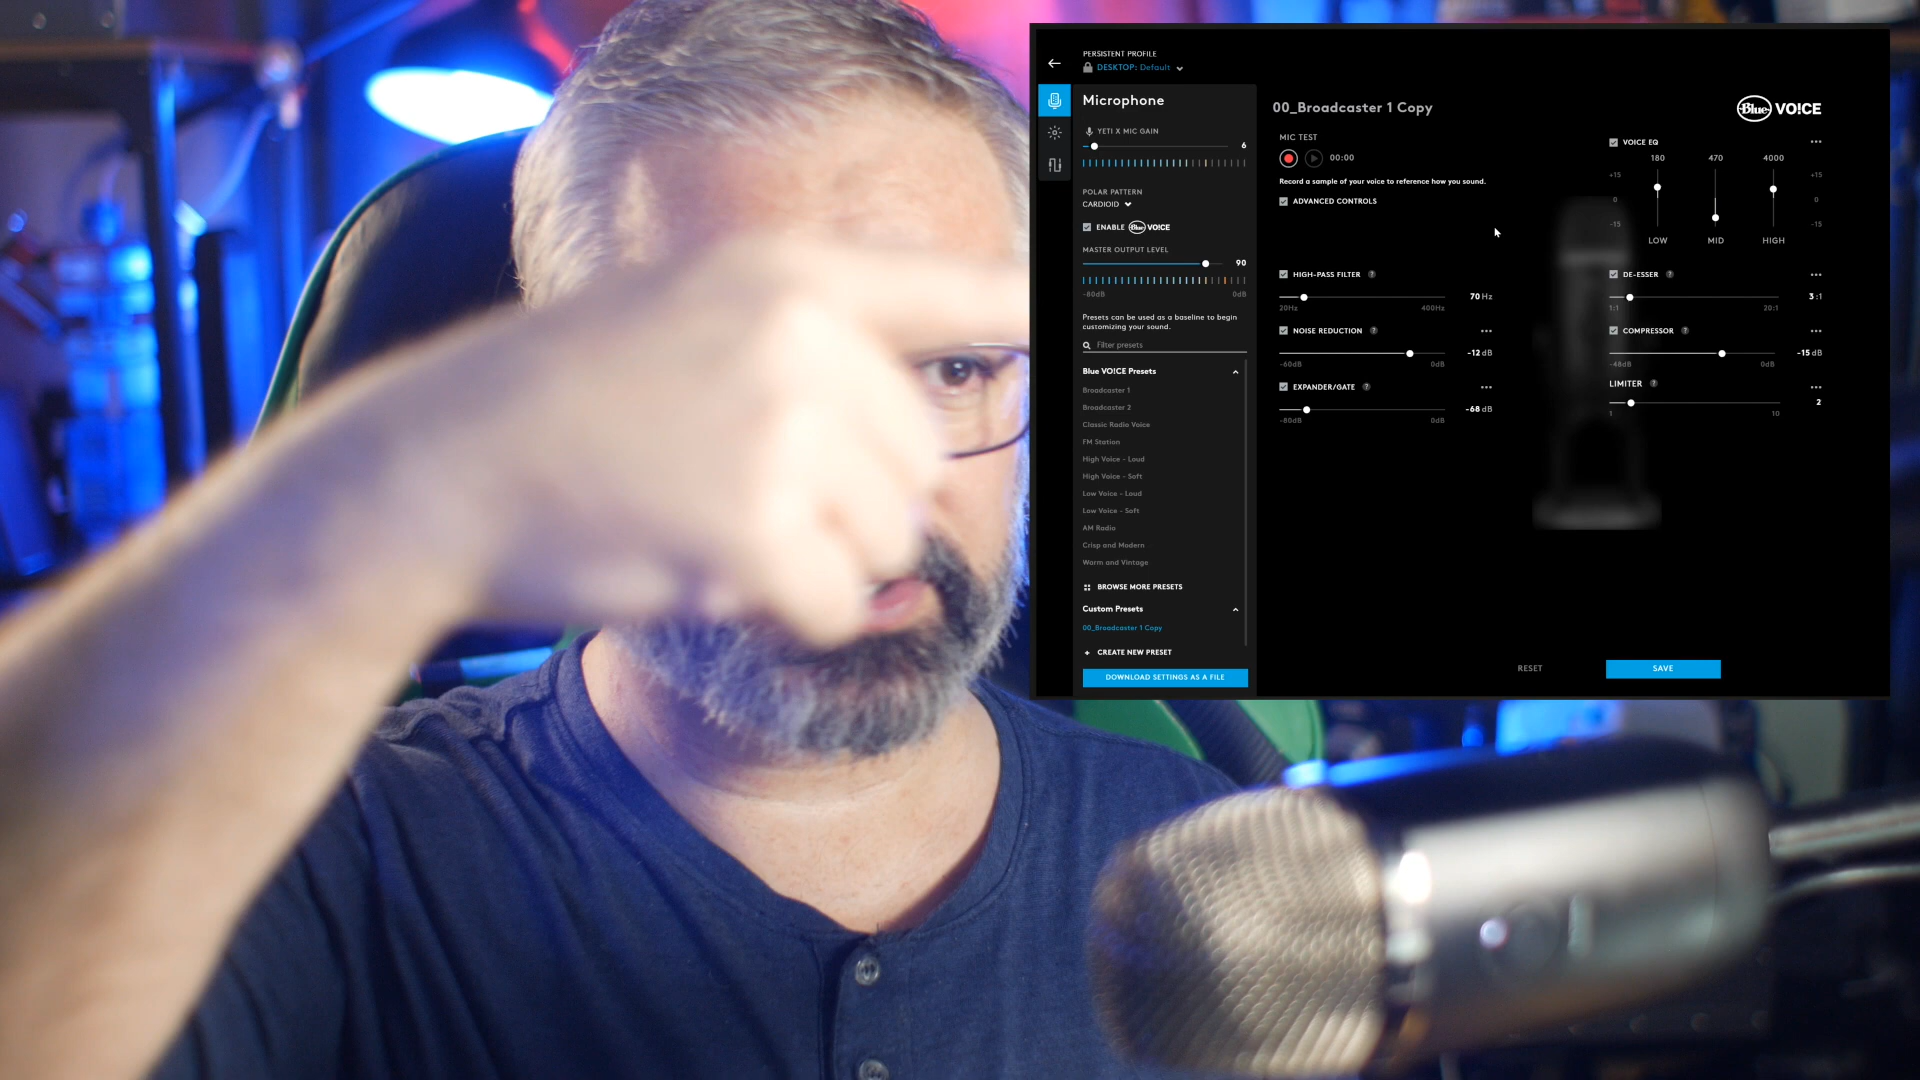 PERSISTENT PROFILE
DESKTOP: Default
Microphone
YETI X MIC GAIN
6
POLAR PATTERN
CARDIOID
ENABLE Blue VO!CE
MASTER OUTPUT LEVEL
90
-80dB 0dB
Presets can be used as a baseline to begin
customizing your sound.
Filter presets
Blue VO!CE Presets
Broadcaster 1
Broadcaster 2
Classic Radio Voice
FM Station
High Voice - Loud
High Voice - Soft
Low Voice - Loud
Low Voice - Soft
AM Radio
Crisp and Modern
Warm and Vintage
BROWSE MORE PRESETS
Custom Presets
00_Broadcaster 1 Copy
+ CREATE NEW PRESET
DOWNLOAD SETTINGS AS A FILE
00_Broadcaster 1 Copy
Blue VO!CE
MIC TEST
00:00
Record a sample of your voice to reference how you sound.
ADVANCED CONTROLS
HIGH-PASS FILTER ?
70 Hz
20Hz 400Hz
NOISE REDUCTION ?
-12 dB
-60dB 0dB
EXPANDER/GATE ?
-68 dB
-80dB 0dB
VOICE EQ
180 470 4000
+15 +15
0 0
-15 -15
LOW MID HIGH
DE-ESSER ?
3 :1
1:1 20:1
COMPRESSOR ?
-15 dB
-48dB 0dB
LIMITER ?
2
1 10
RESET
SAVE